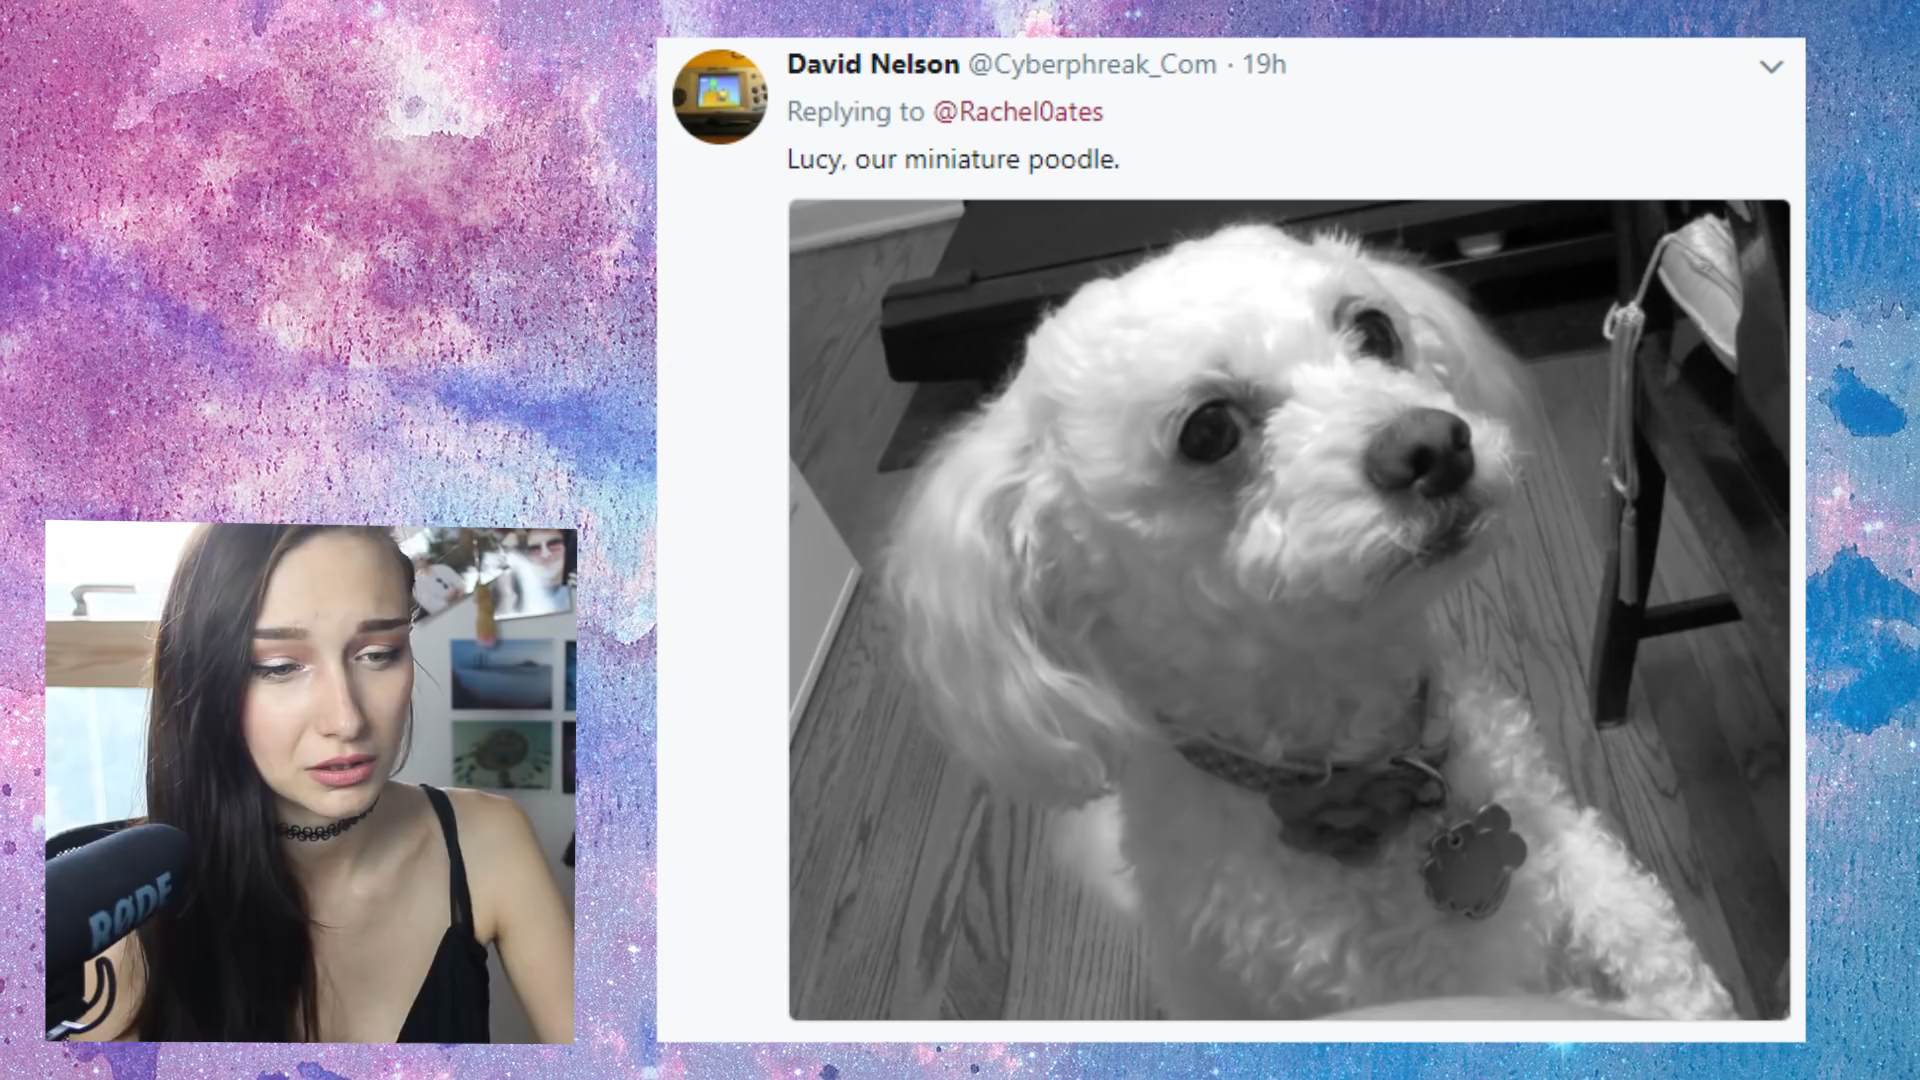 David Nelson @Cyberphreak_Com · 19h
Replying to @Rachel0ates
Lucy, our miniature poodle.
RØDE